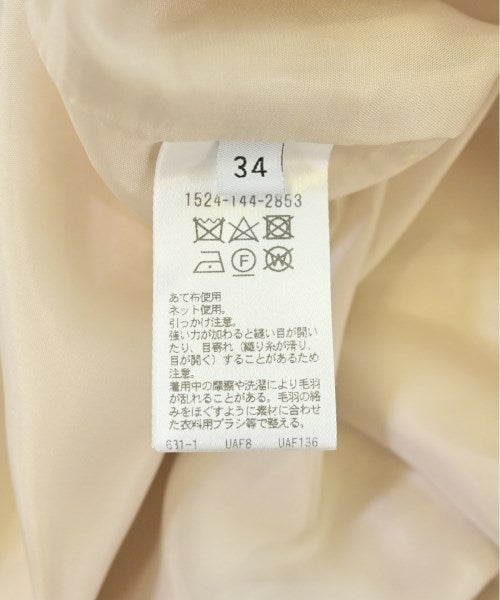 34
1524-144-2853
F W
あて布使用
ネット使用。
引っかけ注意。
強い力が加わると縫い目が開い
たり、目寄れ（織り糸が滑り、
目が開く）することがあるため
注意。
着用中の摩擦や洗濯により毛羽
が乱れることがある。毛羽の絡
みをほぐすように素材に合わせ
た衣料用ブラシ等で整える。
631-1 UAF8 UAF136